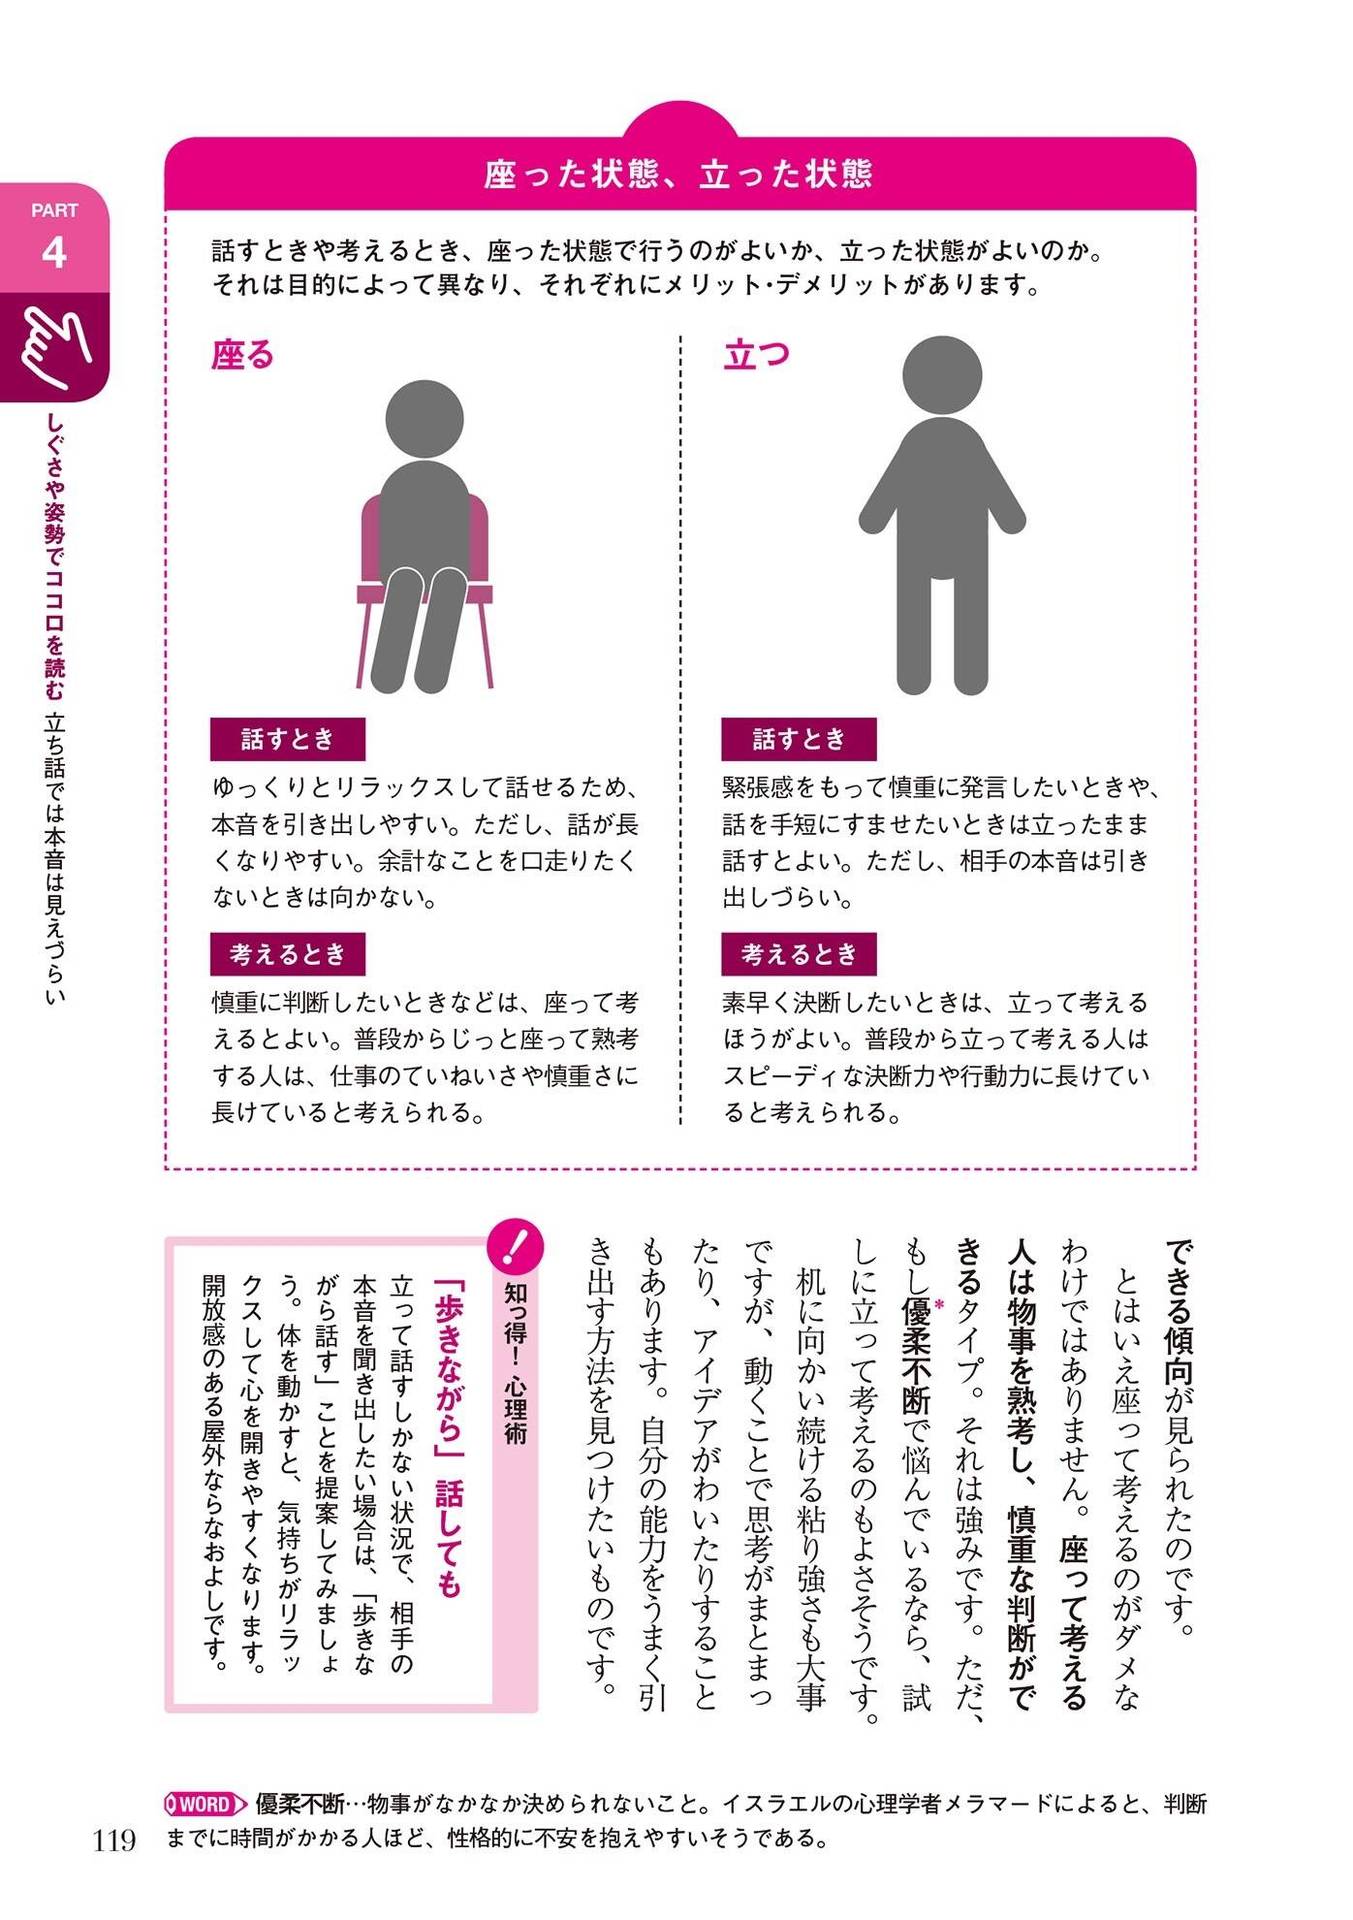 PART
4
しぐさや姿勢でココロを読む 立ち話では本音は見えづらい
座った状態、立った状態
話すときや考えるとき、座った状態で行うのがよいか、立った状態がよいのか。
それは目的によって異なり、それぞれにメリット・デメリットがあります。
座る
話すとき
ゆっくりとリラックスして話せるため、
本音を引き出しやすい。ただし、話が長
くなりやすい。余計なことを口走りたく
ないときは向かない。
考えるとき
慎重に判断したいときなどは、座って考
えるとよい。普段からじっと座って熟考
する人は、仕事のていねいさや慎重さに
長けていると考えられる。
立つ
話すとき
緊張感をもって慎重に発言したいときや、
話を手短にすませたいときは立ったまま
話すとよい。ただし、相手の本音は引き
出しづらい。
考えるとき
素早く決断したいときは、立って考える
ほうがよい。普段から立って考える人は
スピーディな決断力や行動力に長けてい
ると考えられる。
できる傾向が見られたのです。
とはいえ座って考えるのがダメな
わけではありません。座って考える
人は物事を熟考し、慎重な判断がで
きるタイプ。それは強みです。ただ、
もし優柔不断*で悩んでいるなら、試
しに立って考えるのもよさそうです。
机に向かい続ける粘り強さも大事
ですが、動くことで思考がまとまっ
たり、アイデアがわいたりすること
もあります。自分の能力をうまく引
き出す方法を見つけたいものです。
!
知っ得！ 心理術
「歩きながら」話しても
立って話すしかない状況で、相手の
本音を聞き出したい場合は、「歩きな
がら話す」ことを提案してみましょ
う。体を動かすと、気持ちがリラッ
クスして心を開きやすくなります。
開放感のある屋外ならなおよしです。
WORD 優柔不断…物事がなかなか決められないこと。イスラエルの心理学者メラマードによると、判断
までに時間がかかる人ほど、性格的に不安を抱えやすいそうである。
119